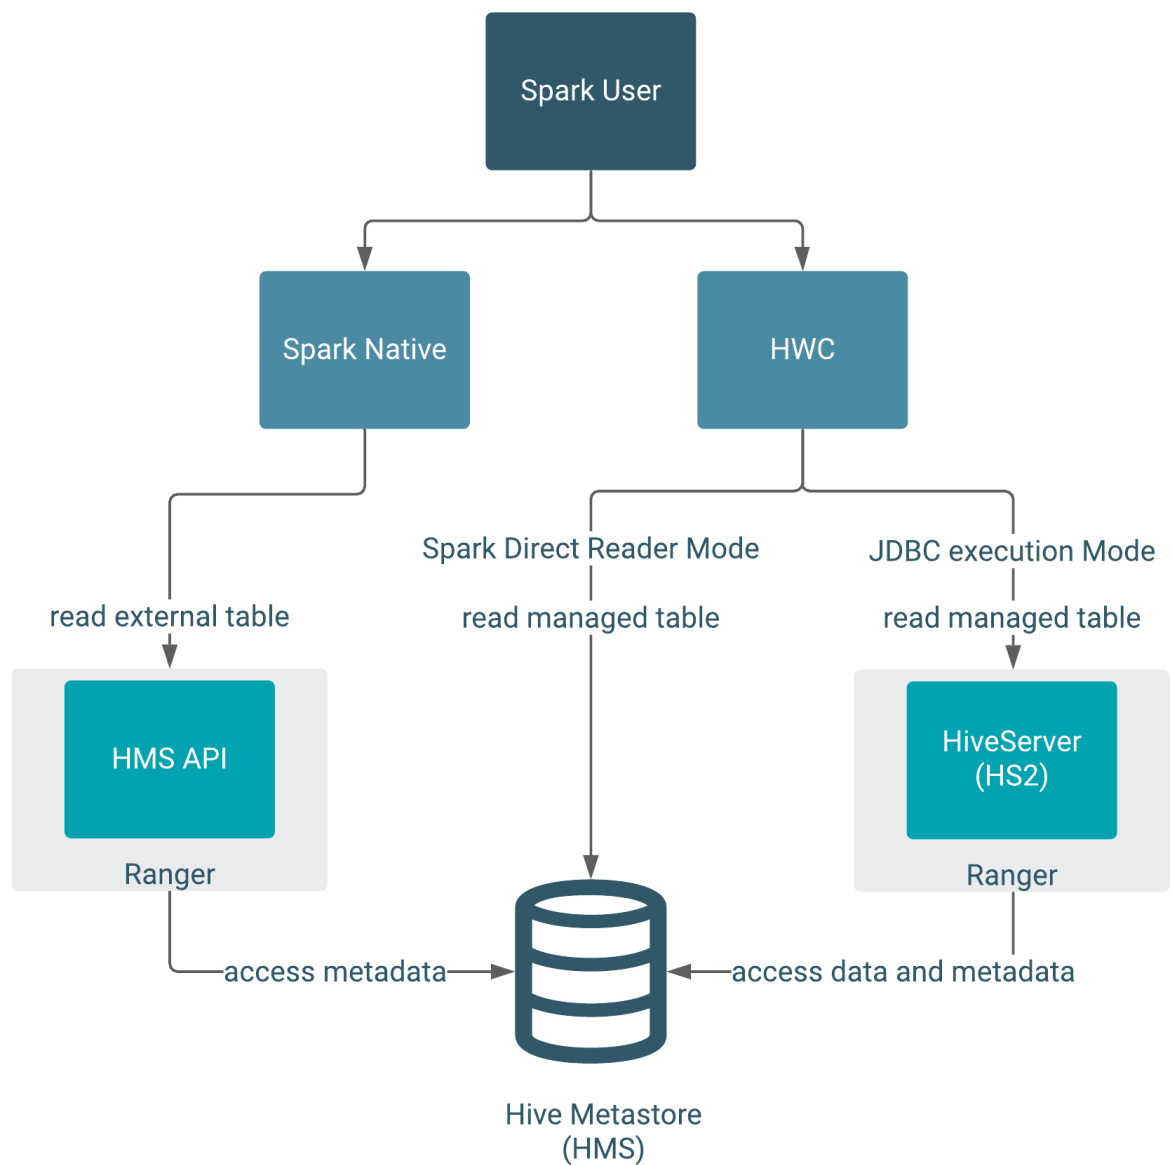 Spark User
Spark Native
HWC
Spark Direct Reader Mode
JDBC execution Mode
read external table
read managed table
read managed table
HMS API
HiveServer
(HS2)
Ranger
Ranger
access metadata
access data and metadata
Hive Metastore
(HMS)